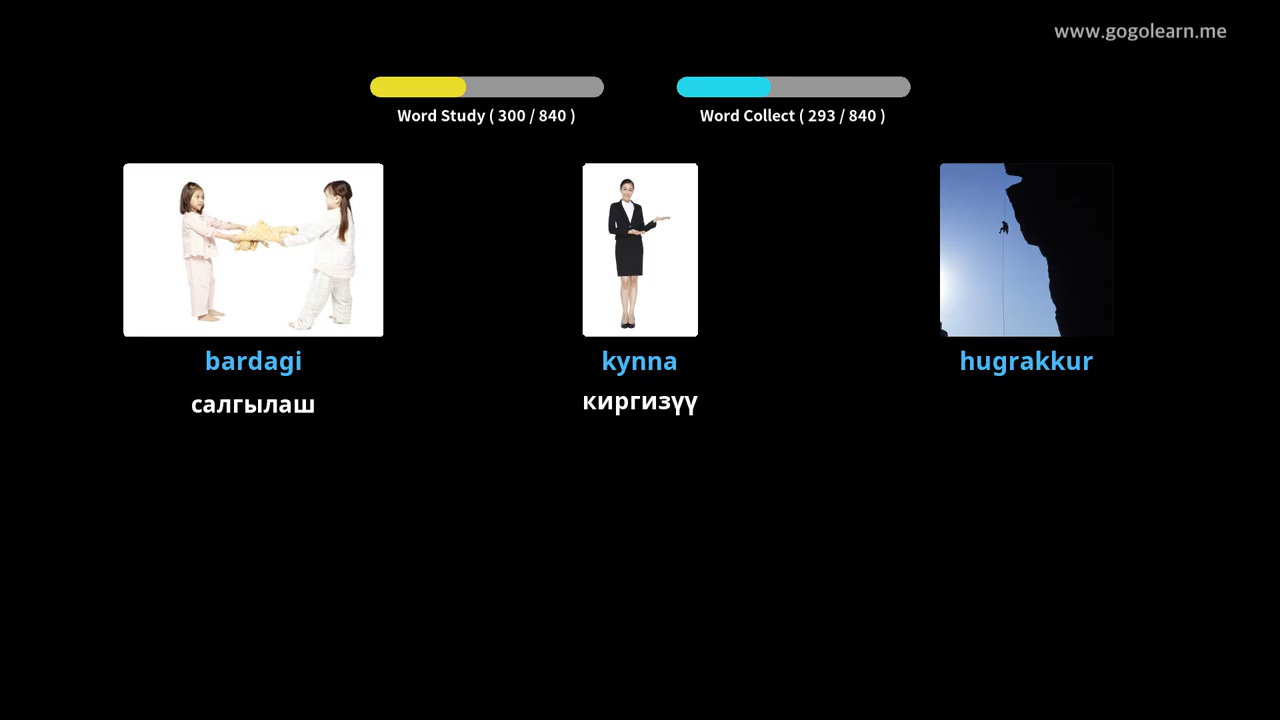 www.gogolearn.me
Word Study ( 300 / 840 )
Word Collect ( 293 / 840 )
bardagi
kynna
hugrakkur
салгылаш
киргизүү